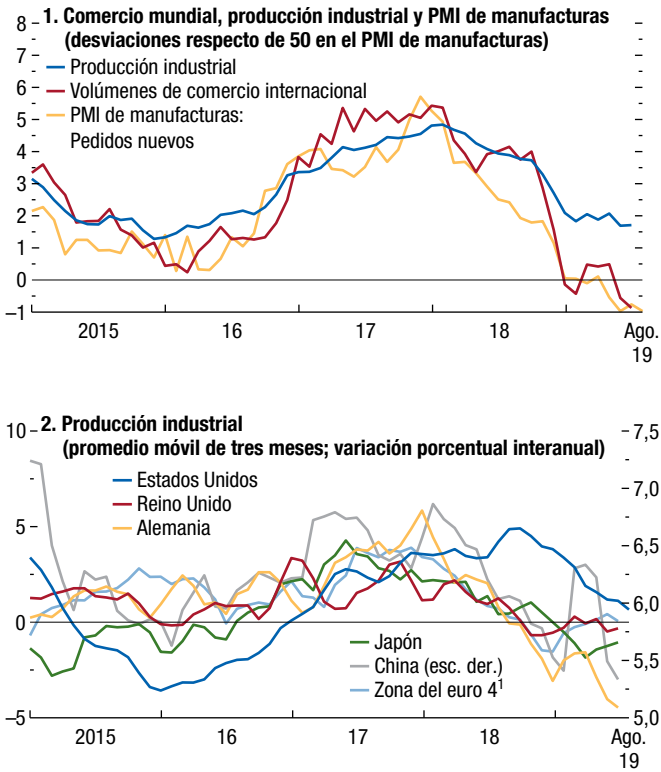 1. Comercio mundial, producción industrial y PMI de manufacturas
(desviaciones respecto de 50 en el PMI de manufacturas)
Producción industrial
Volúmenes de comercio internacional
PMI de manufacturas:
Pedidos nuevos
8
7
6
5
4
3
2
1
0
–1
2015 16 17 18 Ago.
19
2. Producción industrial
(promedio móvil de tres meses; variación porcentual interanual)
Estados Unidos
Reino Unido
Alemania
Japón
China (esc. der.)
Zona del euro 4¹
10
5
0
–5
7,5
7,0
6,5
6,0
5,5
5,0
2015 16 17 18 Ago.
19